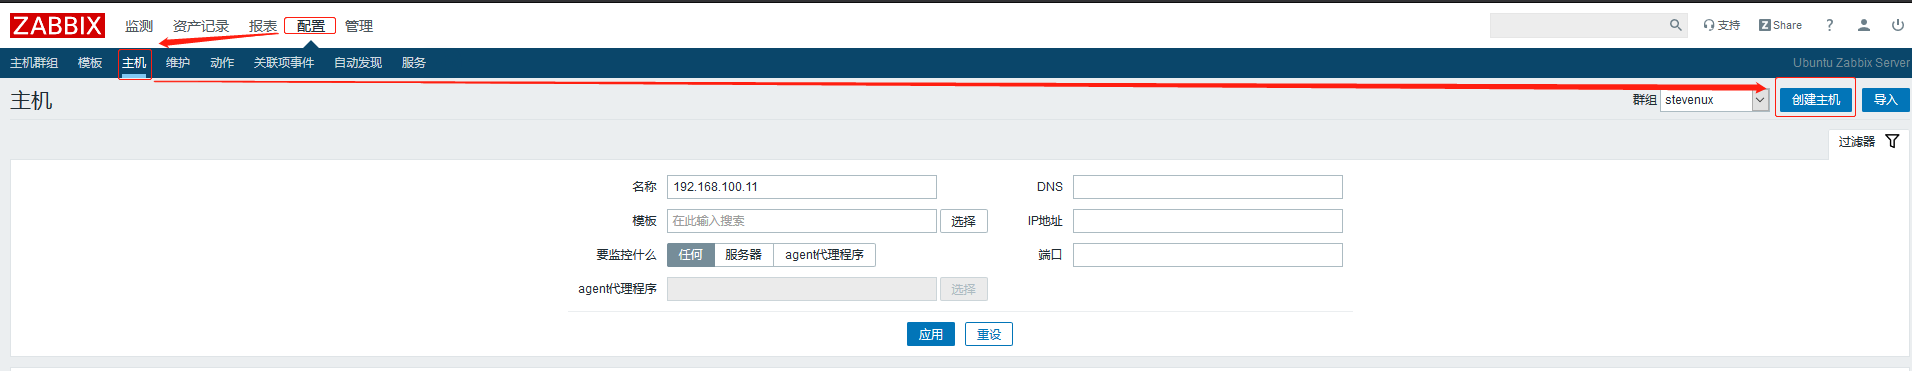 ZABBIX 监测 资产记录 报表 配置 管理 支持 Z Share ?
主机群组 模板 主机 维护 动作 关联项事件 自动发现 服务 Ubuntu Zabbix Server
主机 群组 stevenux 创建主机 导入
过滤器
名称 192.168.100.11 DNS
模板 在此输入搜索 选择 IP地址
要监控什么 任何 服务器 agent代理程序 端口
agent代理程序 选择
应用 重设